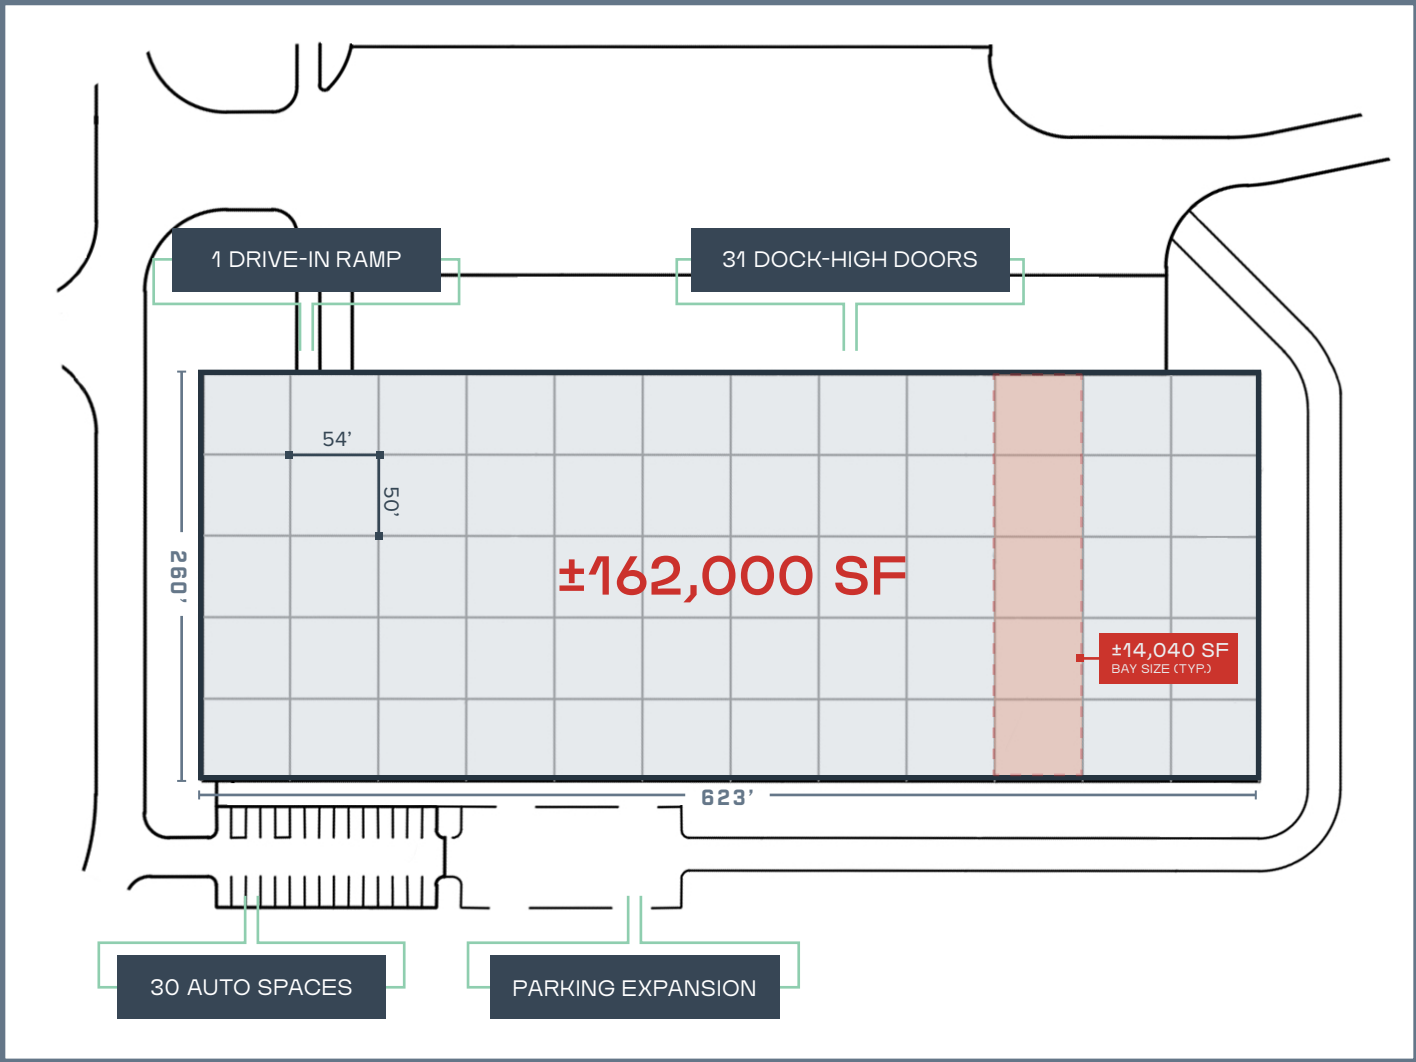 1 DRIVE-IN RAMP
31 DOCK-HIGH DOORS
54’
50’
260’
±162,000 SF
±14,040 SF
BAY SIZE (TYP.)
623’
30 AUTO SPACES
PARKING EXPANSION